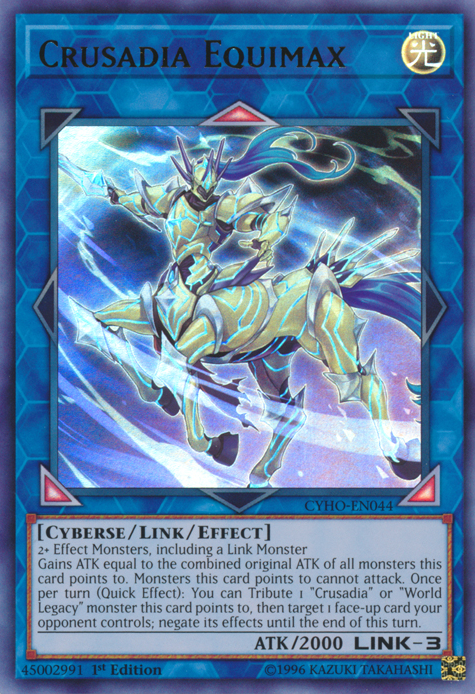 CRUSADIA EQUIMAX
LIGHT
光
CYHO-EN044
[CYBERSE/LINK/EFFECT]
2+ Effect Monsters, including a Link Monster
Gains ATK equal to the combined original ATK of all monsters this
card points to. Monsters this card points to cannot attack. Once
per turn (Quick Effect): You can Tribute 1 "Crusadia" or "World
Legacy" monster this card points to, then target 1 face-up card your
opponent controls; negate its effects until the end of this turn.
ATK/2000 LINK-3
45002991 1st Edition ©1996 KAZUKI TAKAHASHI